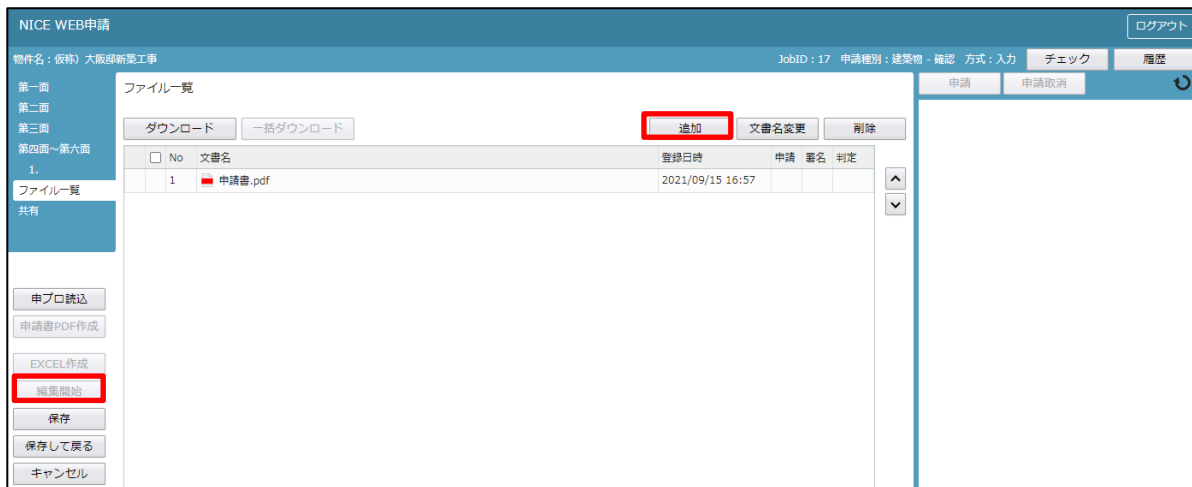 NICE WEB申請
ログアウト
物件名：仮称）大阪邸新築工事
JobID：17 申請種別：建築物 - 確認 方式：入力
チェック
履歴
第一面
第二面
第三面
第四面～第六面
1.
ファイル一覧
共有
ファイル一覧
申請
申請取消
ダウンロード
一括ダウンロード
追加
文書名変更
削除
No 文書名 登録日時 申請 署名 判定
1 申請書.pdf 2021/09/15 16:57
申プロ読込
申請書PDF作成
EXCEL作成
編集開始
保存
保存して戻る
キャンセル